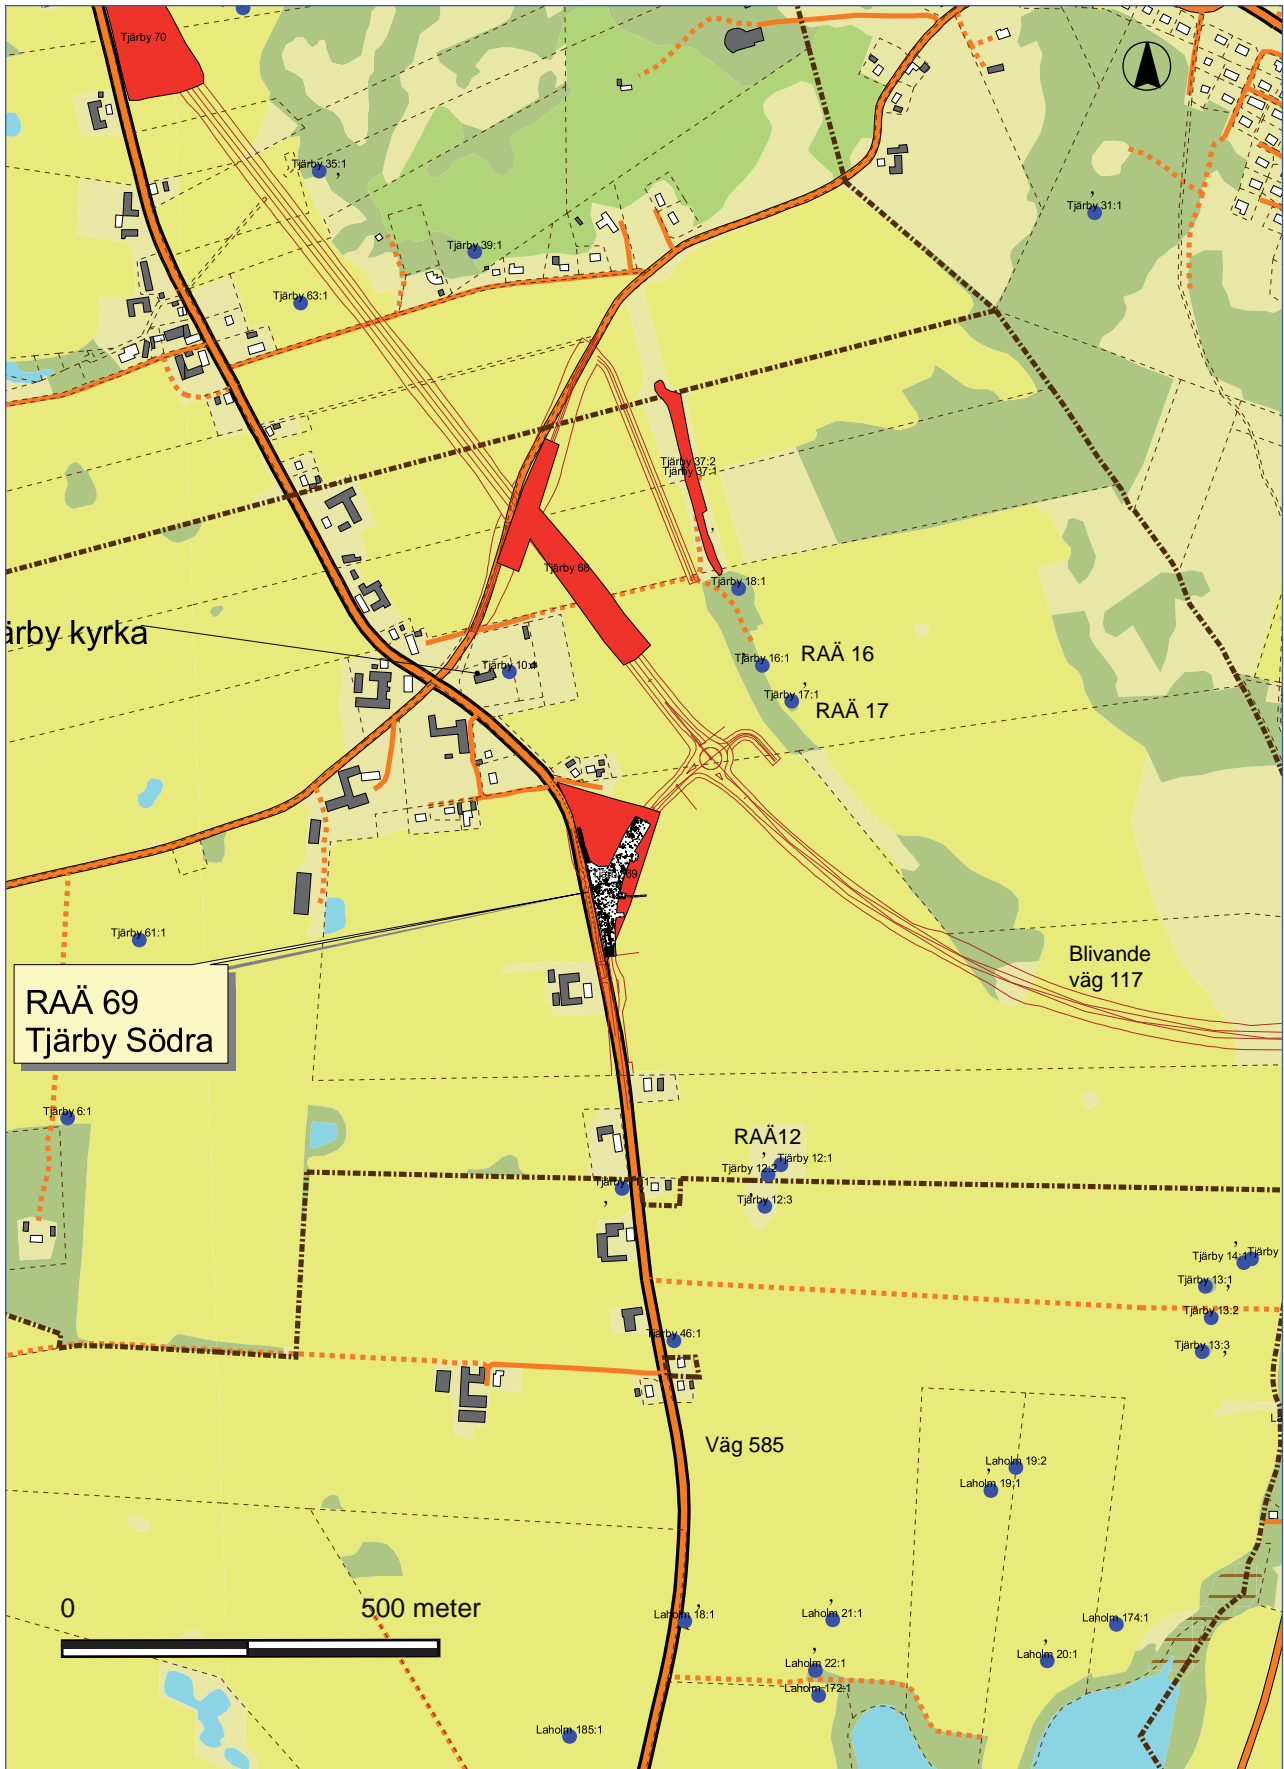 Tjärby 70
Tjärby 35:1
Tjärby 31:1
Tjärby 39:1
Tjärby 63:1
Tjärby 37:2
Tjärby 37:1
Tjärby 68
Tjärby 18:1
ärby kyrka
Tjärby 10:4
Tjärby 16:1
RAÄ 16
Tjärby 17:1
RAÄ 17
69
Tjärby 61:1
Blivande
väg 117
RAÄ 69
Tjärby Södra
Tjärby 6:1
RAÄ12
Tjärby 12:1
Tjärby 12:2
Tjärby
Tjärby 12:3
Tjärby 14:1
Tjärby
Tjärby 13:1
Tjärby 13:2
Tjärby 46:1
Tjärby 13:3
Väg 585
Laholm 19:2
Laholm 19:1
0
500 meter
Laholm 18:1
Laholm 21:1
Laholm 174:1
Laholm 20:1
Laholm 22:1
Laholm 172:1
Laholm 185:1